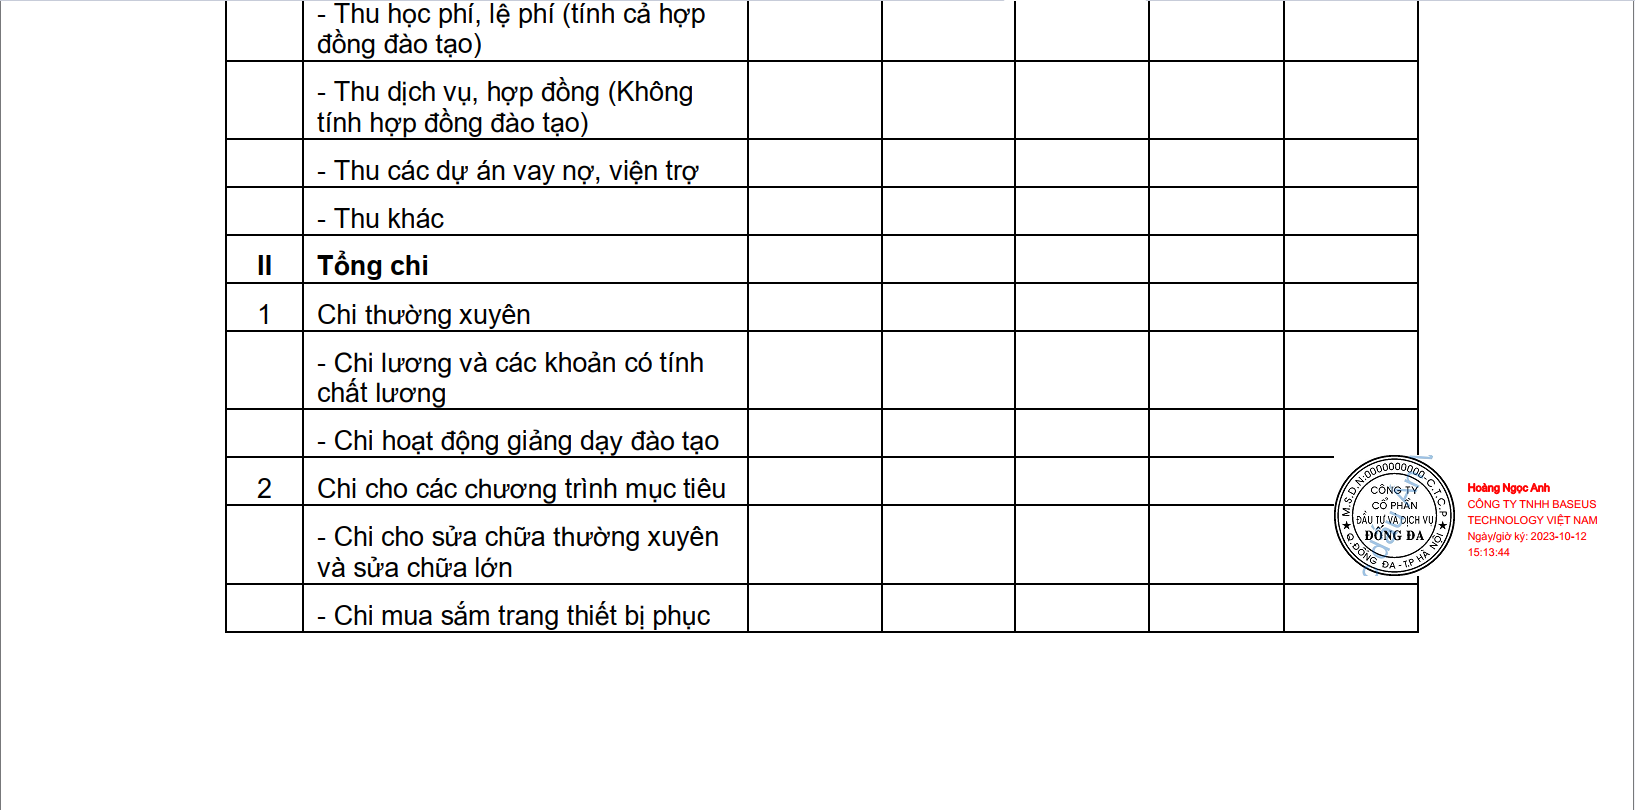 - Thu học phí, lệ phí (tính cả hợp
đồng đào tạo)
- Thu dịch vụ, hợp đồng (Không
tính hợp đồng đào tạo)
- Thu các dự án vay nợ, viện trợ
- Thu khác
II Tổng chi
1 Chi thường xuyên
- Chi lương và các khoản có tính
chất lương
- Chi hoạt động giảng dạy đào tạo
2 Chi cho các chương trình mục tiêu
- Chi cho sửa chữa thường xuyên
và sửa chữa lớn
- Chi mua sắm trang thiết bị phục
M.S.D.N:0000000000-C.T.C.P
CÔNG TY
CỔ PHẦN
ĐẦU TƯ VÀ DỊCH VỤ
ĐỐNG ĐA
★ Q.ĐỐNG ĐA - T.P HÀ NỘI ★
Hoàng Ngọc Anh
CÔNG TY TNHH BASEUS
TECHNOLOGY VIỆT NAM
Ngày/giờ ký: 2023-10-12
15:13:44